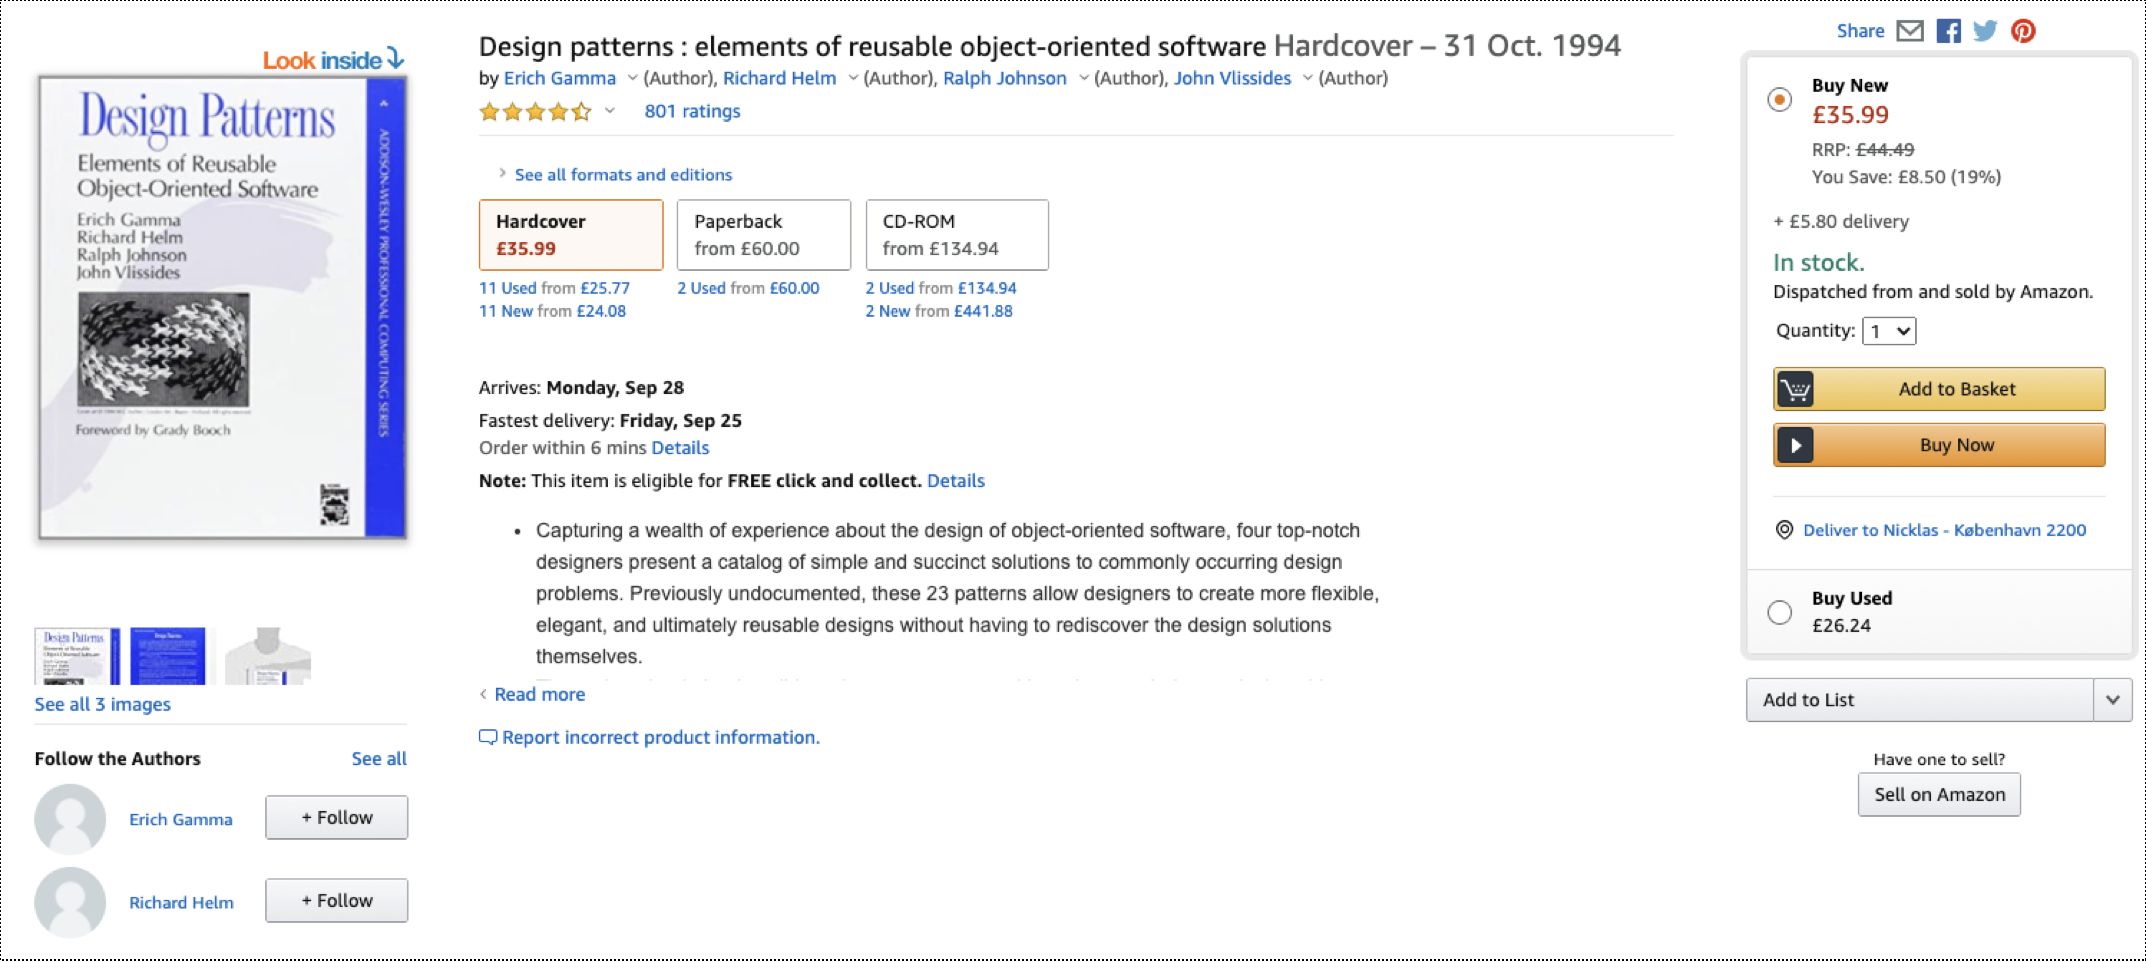 Look inside
Design Patterns
Elements of Reusable
Object-Oriented Software
Erich Gamma
Richard Helm
Ralph Johnson
John Vlissides
Foreword by Grady Booch
ADDISON-WESLEY PROFESSIONAL COMPUTING SERIES
See all 3 images
Follow the Authors See all
Erich Gamma + Follow
Richard Helm + Follow
Design patterns : elements of reusable object-oriented software Hardcover – 31 Oct. 1994
by Erich Gamma (Author), Richard Helm (Author), Ralph Johnson (Author), John Vlissides (Author)
801 ratings
See all formats and editions
Hardcover
£35.99
11 Used from £25.77
11 New from £24.08
Paperback
from £60.00
2 Used from £60.00
CD-ROM
from £134.94
2 Used from £134.94
2 New from £441.88
Arrives: Monday, Sep 28
Fastest delivery: Friday, Sep 25
Order within 6 mins Details
Note: This item is eligible for FREE click and collect. Details
• Capturing a wealth of experience about the design of object-oriented software, four top-notch
designers present a catalog of simple and succinct solutions to commonly occurring design
problems. Previously undocumented, these 23 patterns allow designers to create more flexible,
elegant, and ultimately reusable designs without having to rediscover the design solutions
themselves.
Read more
Report incorrect product information.
Share
Buy New
£35.99
RRP: £44.49
You Save: £8.50 (19%)
+ £5.80 delivery
In stock.
Dispatched from and sold by Amazon.
Quantity: 1
Add to Basket
Buy Now
Deliver to Nicklas - København 2200
Buy Used
£26.24
Add to List
Have one to sell?
Sell on Amazon